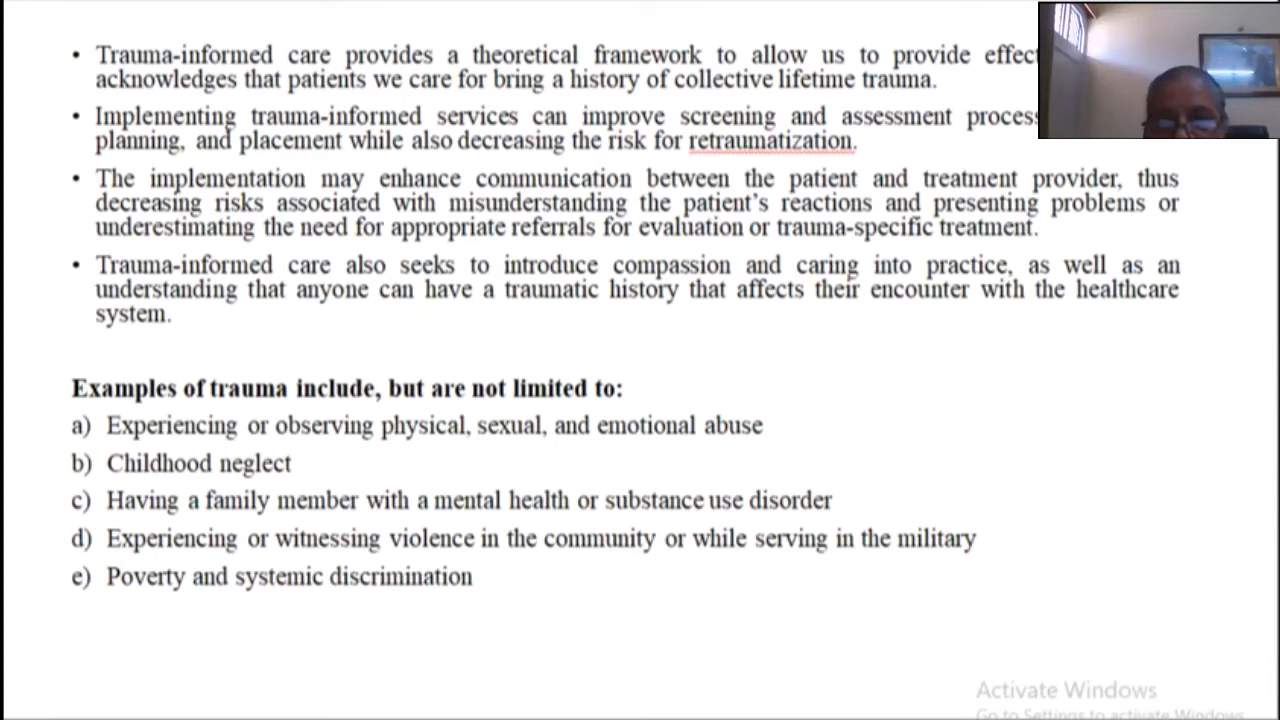 • Trauma-informed care provides a theoretical framework to allow us to provide
acknowledges that patients we care for bring a history of collective lifetime trauma.
• Implementing trauma-informed services can improve screening and assessment
planning, and placement while also decreasing the risk for retraumatization.
• The implementation may enhance communication between the patient and treatment provider, thus
decreasing risks associated with misunderstanding the patient’s reactions and presenting problems or
underestimating the need for appropriate referrals for evaluation or trauma-specific treatment.
• Trauma-informed care also seeks to introduce compassion and caring into practice, as well as an
understanding that anyone can have a traumatic history that affects their encounter with the healthcare
system.
Examples of trauma include, but are not limited to:
a) Experiencing or observing physical, sexual, and emotional abuse
b) Childhood neglect
c) Having a family member with a mental health or substance use disorder
d) Experiencing or witnessing violence in the community or while serving in the military
e) Poverty and systemic discrimination
Activate Windows
Go to Settings to activate Windows.